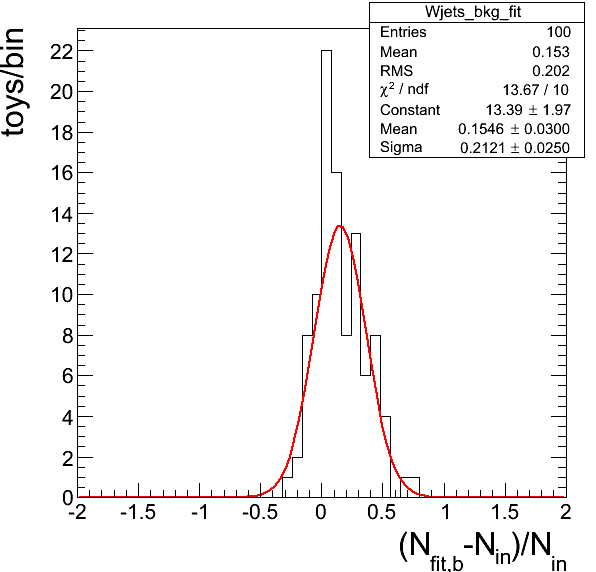 Wjets_bkg_fit
Entries 100
Mean 0.153
RMS 0.202
χ² / ndf 13.67 / 10
Constant 13.39 ± 1.97
Mean 0.1546 ± 0.0300
Sigma 0.2121 ± 0.0250
toys/bin
22
20
18
16
14
12
10
8
6
4
2
0
-2 -1.5 -1 -0.5 0 0.5 1 1.5 2
(N_fit,b-N_in)/N_in